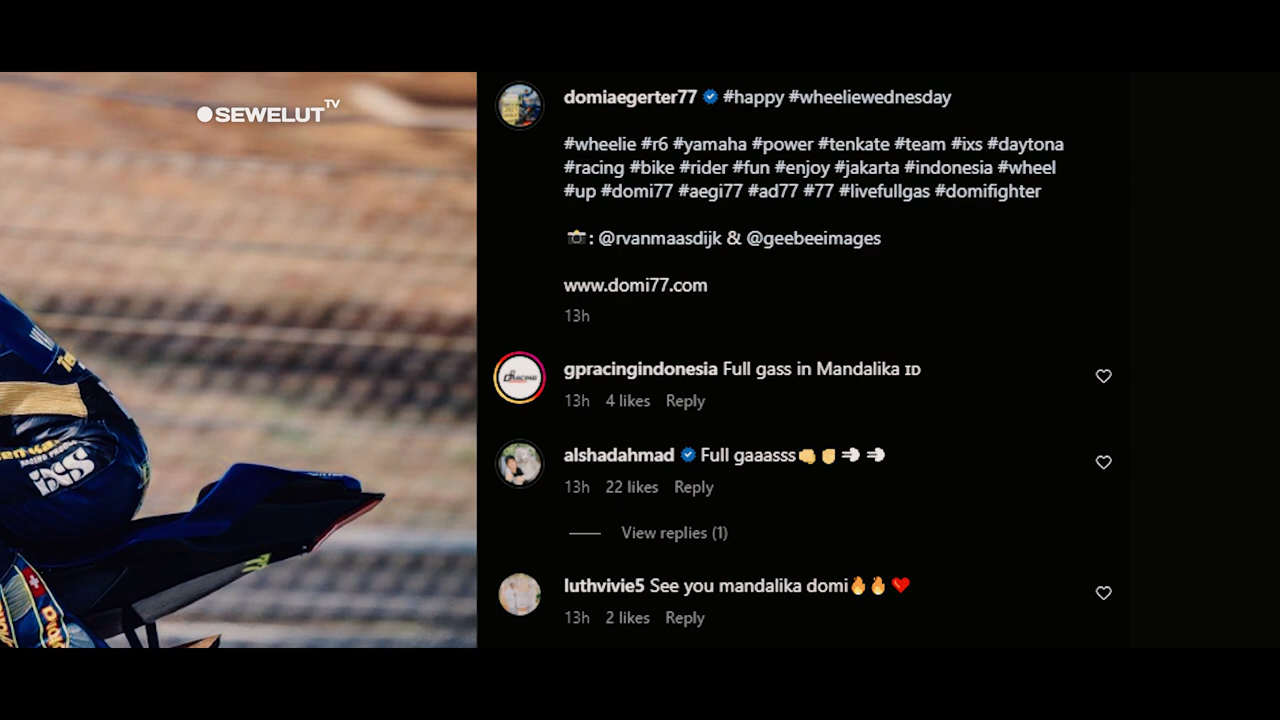 SEWELUT TV
domiaegerter77 #happy #wheeliewednesday
#wheelie #r6 #yamaha #power #tenkate #team #ixs #daytona
#racing #bike #rider #fun #enjoy #jakarta #indonesia #wheel
#up #domi77 #aegi77 #ad77 #77 #livefullgas #domifighter
📸: @rvanmaasdijk & @geebeeimages
www.domi77.com
13h
gpracingindonesia Full gass in Mandalika 🇮🇩
13h 4 likes Reply
alshadahmad Full gaaasss👊✊💨💨
13h 22 likes Reply
View replies (1)
luthvivie5 See you mandalika domi🔥🔥❤️
13h 2 likes Reply
iXS